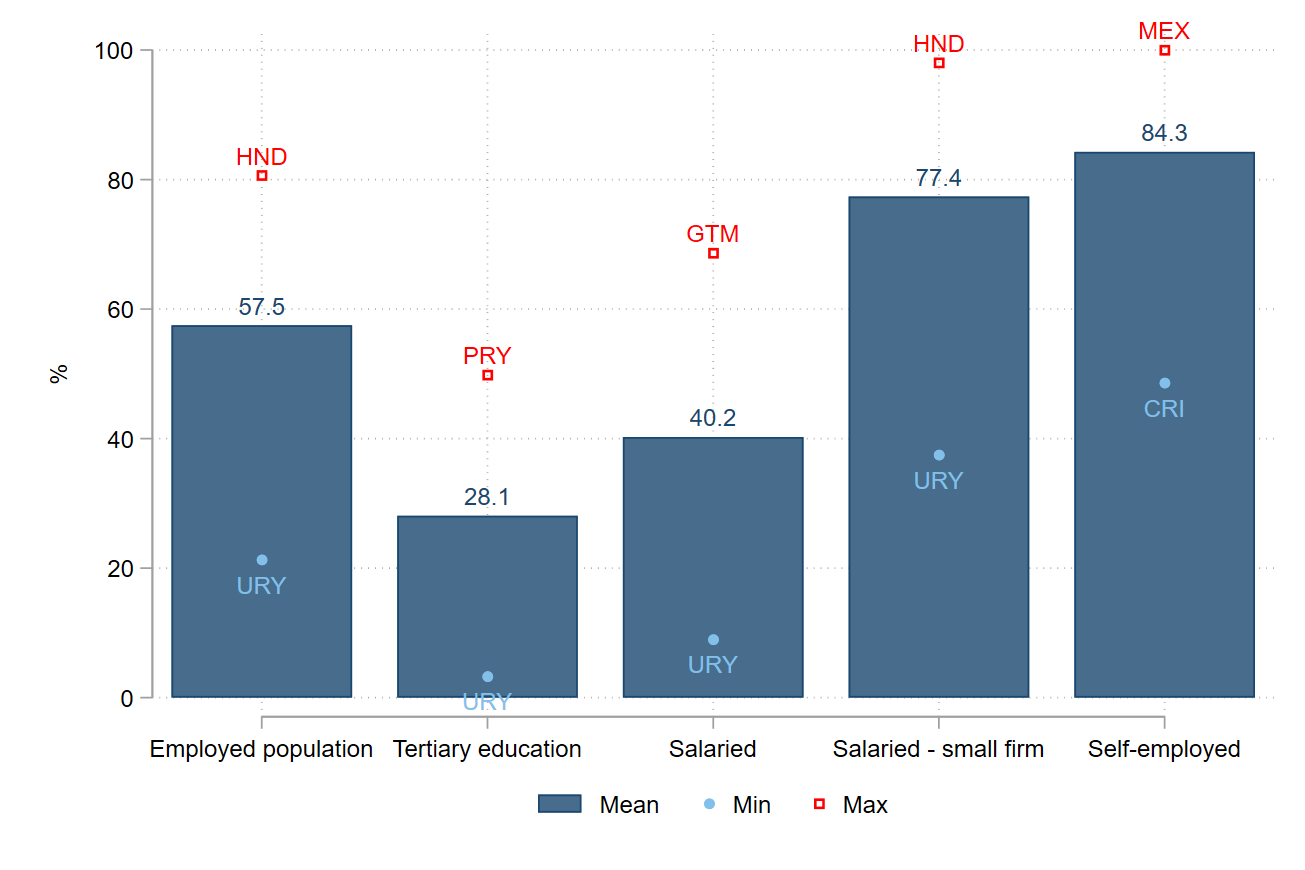 MEX
HND
100
84.3
HND
77.4
80
GTM
57.5
60
PRY
%
40.2
CRI
40
28.1
URY
URY
20
URY
URY
0
Employed population Tertiary education Salaried Salaried - small firm Self-employed
Mean Min Max